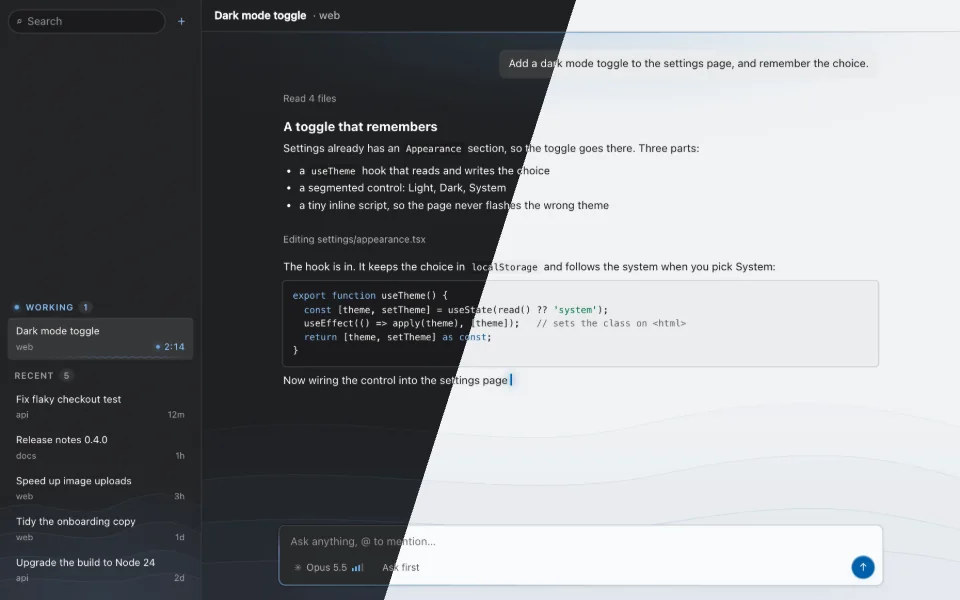 Search
+
Dark mode toggle · web
Add a dark mode toggle to the settings page, and remember the choice.
Read 4 files
A toggle that remembers
Settings already has an Appearance section, so the toggle goes there. Three parts:
• a useTheme hook that reads and writes the choice
• a segmented control: Light, Dark, System
• a tiny inline script, so the page never flashes the wrong theme
Editing settings/appearance.tsx
The hook is in. It keeps the choice in localStorage and follows the system when you pick System:
export function useTheme() {
const [theme, setTheme] = useState(read() ?? 'system');
useEffect(() => apply(theme), [theme]); // sets the class on <html>
return [theme, setTheme] as const;
}
Now wiring the control into the settings page
WORKING 1
Dark mode toggle
web 2:14
RECENT 5
Fix flaky checkout test
api 12m
Release notes 0.4.0
docs 1h
Speed up image uploads
web 3h
Tidy the onboarding copy
web 1d
Upgrade the build to Node 24
api 2d
Ask anything, @ to mention…
Opus 5.5 Ask first